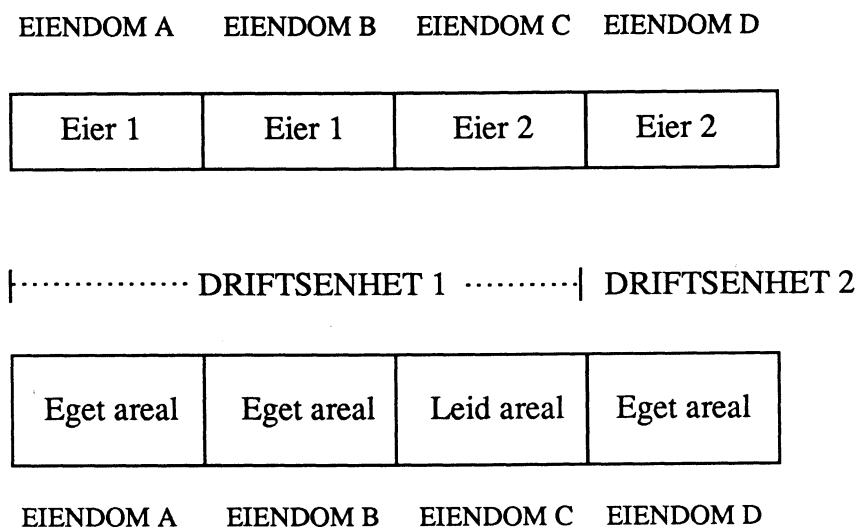 EIENDOM A EIENDOM B EIENDOM C EIENDOM D
Eier 1 Eier 1 Eier 2 Eier 2
DRIFTSENHET 1 DRIFTSENHET 2
Eget areal Eget areal Leid areal Eget areal
EIENDOM A EIENDOM B EIENDOM C EIENDOM D